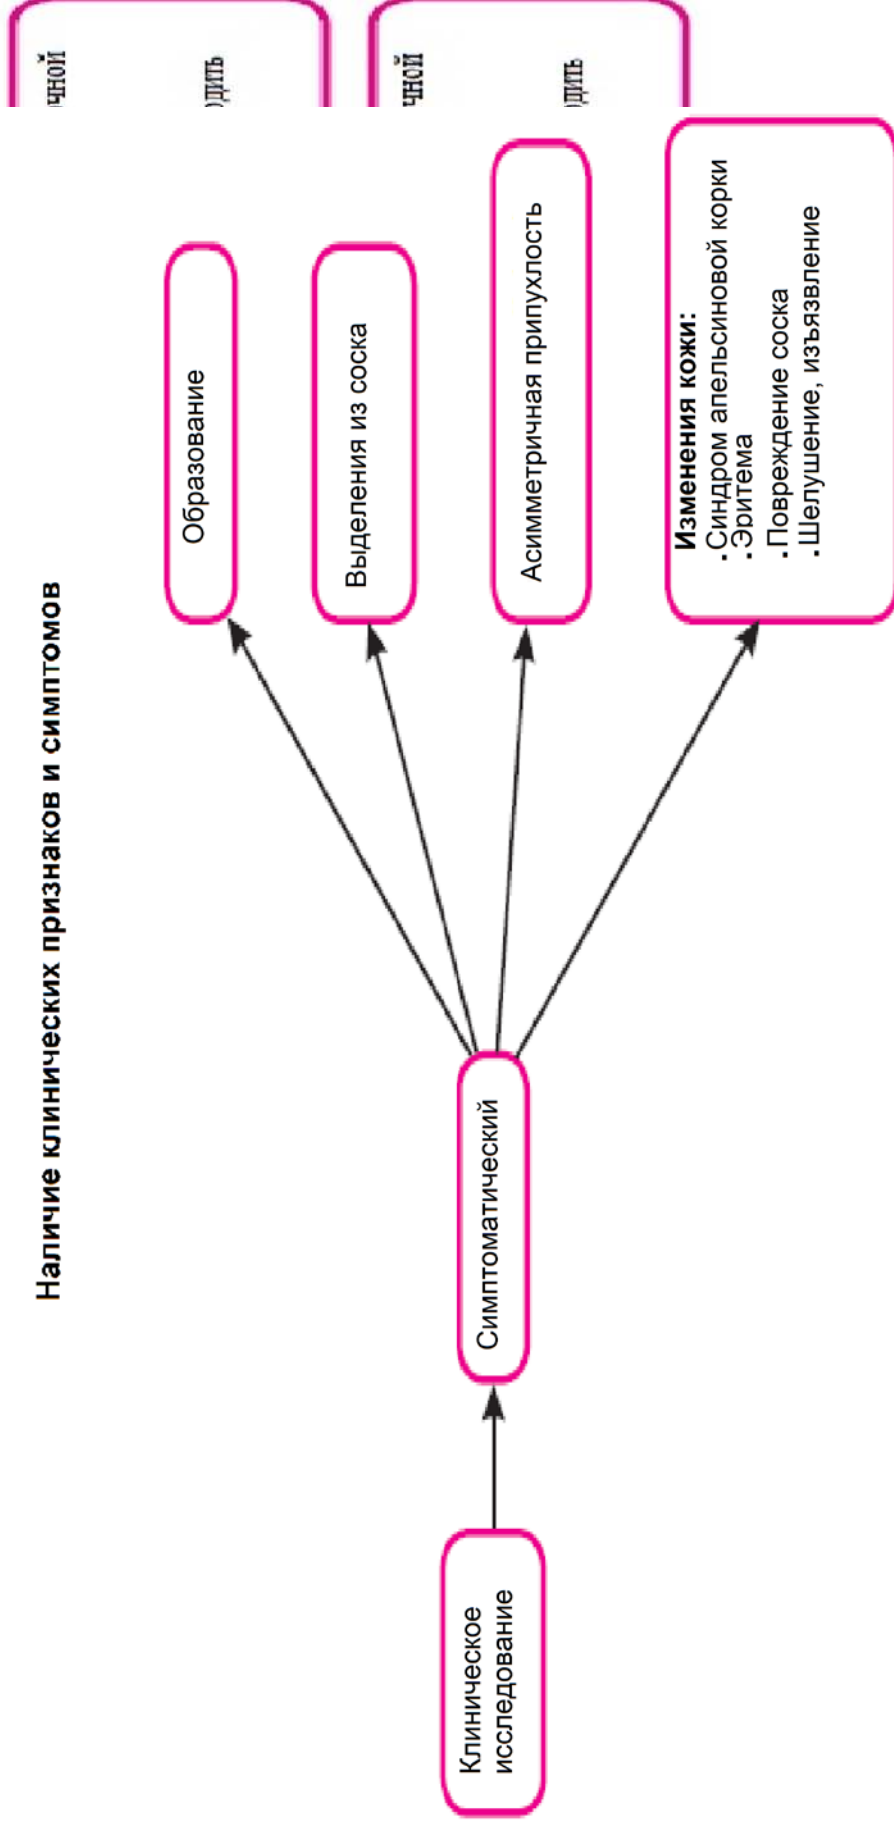 Наличие клинических признаков и симптомов
Клиническое
исследование
Симптоматический
Образование
Выделения из соска
Асимметричная припухлость
Изменения кожи:
. Синдром апельсиновой корки
. Эритема
. Повреждение соска
. Шелушение, изъязвление